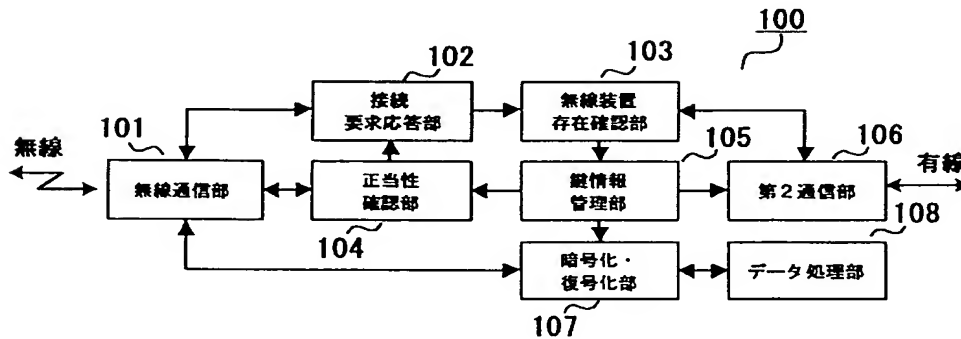 100
102
接続
要求応答部
103
無線装置
存在確認部
101
無線
無線通信部
正当性
確認部
104
105
鍵情報
管理部
106
第2通信部
有線
108
暗号化・
復号化部
107
データ処理部